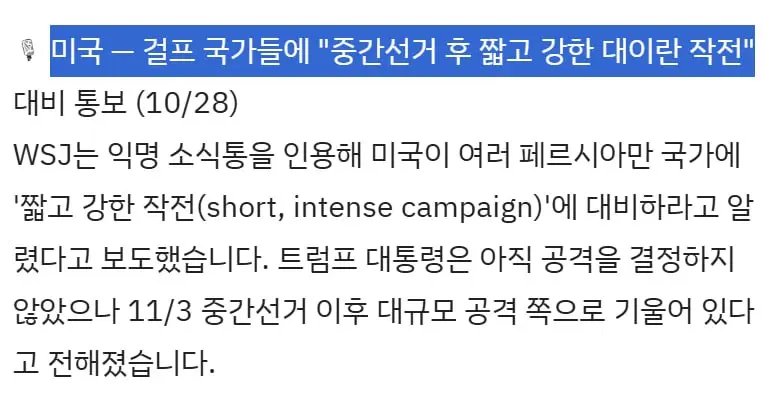 🎙 미국 — 걸프 국가들에 "중간선거 후 짧고 강한 대이란 작전"
대비 통보 (10/28)
WSJ는 익명 소식통을 인용해 미국이 여러 페르시아만 국가에
'짧고 강한 작전(short, intense campaign)'에 대비하라고 알
렸다고 보도했습니다. 트럼프 대통령은 아직 공격을 결정하지
않았으나 11/3 중간선거 이후 대규모 공격 쪽으로 기울어 있다
고 전해졌습니다.